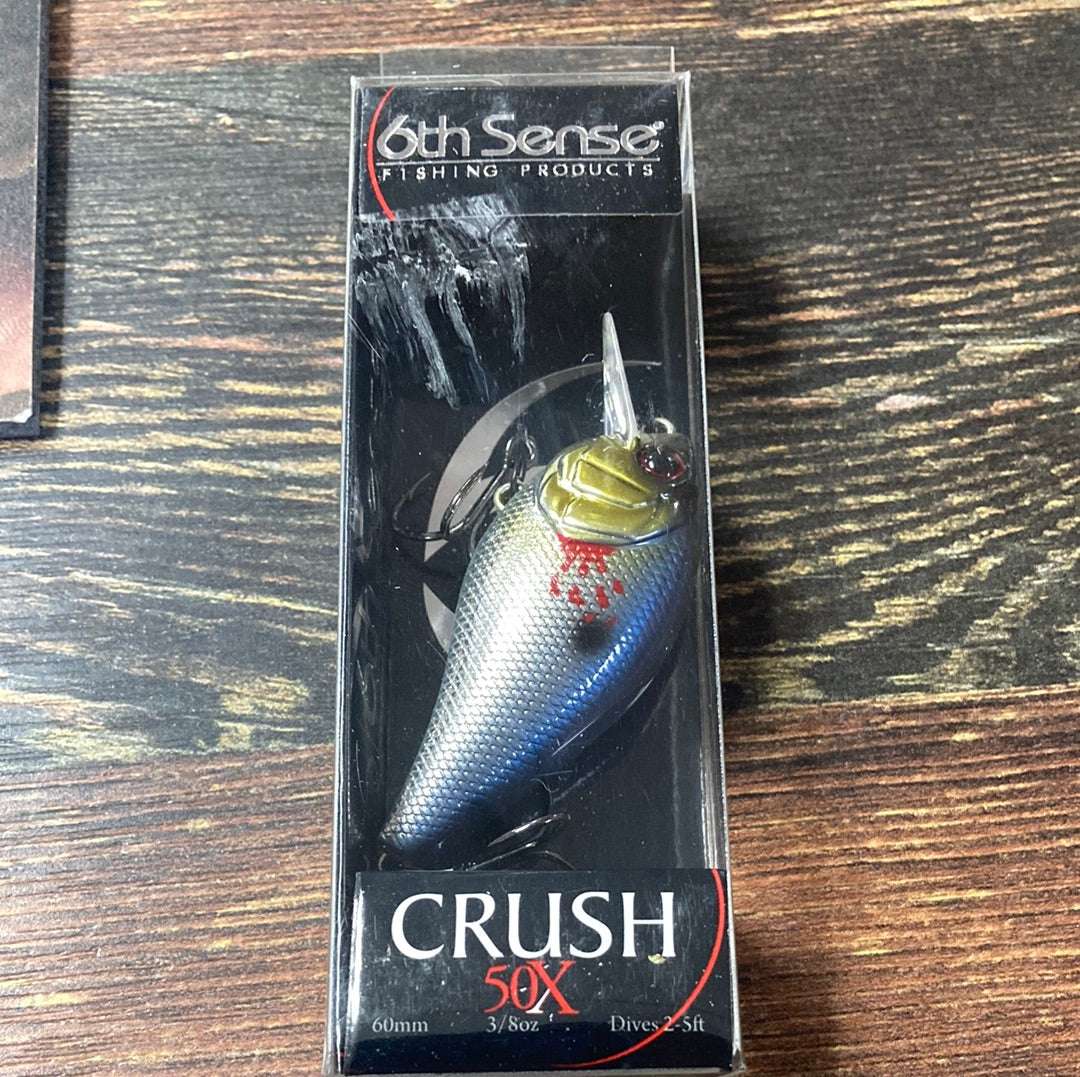 6th Sense
FISHING PRODUCTS
CRUSH
50X
60mm 3/8oz Dives 2-5ft